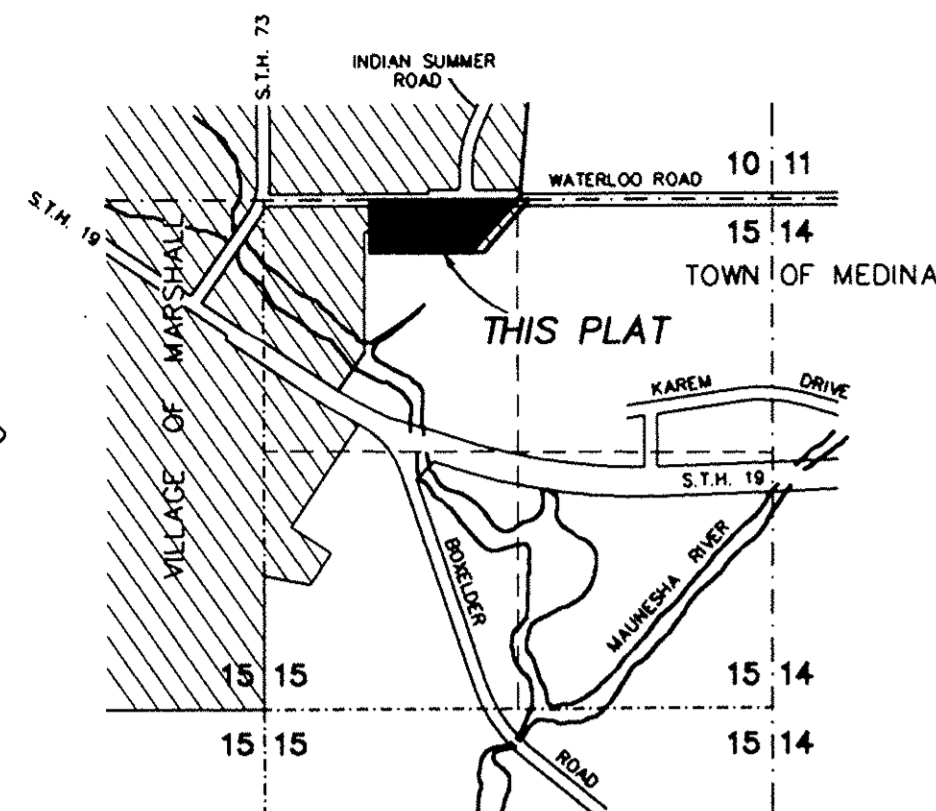 S.T.H. 73
INDIAN SUMMER
ROAD
WATERLOO ROAD
10 11
15 14
S.T.H. 19
VILLAGE OF MARSHALL
TOWN OF MEDINA
THIS PLAT
KAREM DRIVE
S.T.H. 19
BOXELDER
MAUNESHA RIVER
15 15
15 14
15 15
15 14
ROAD